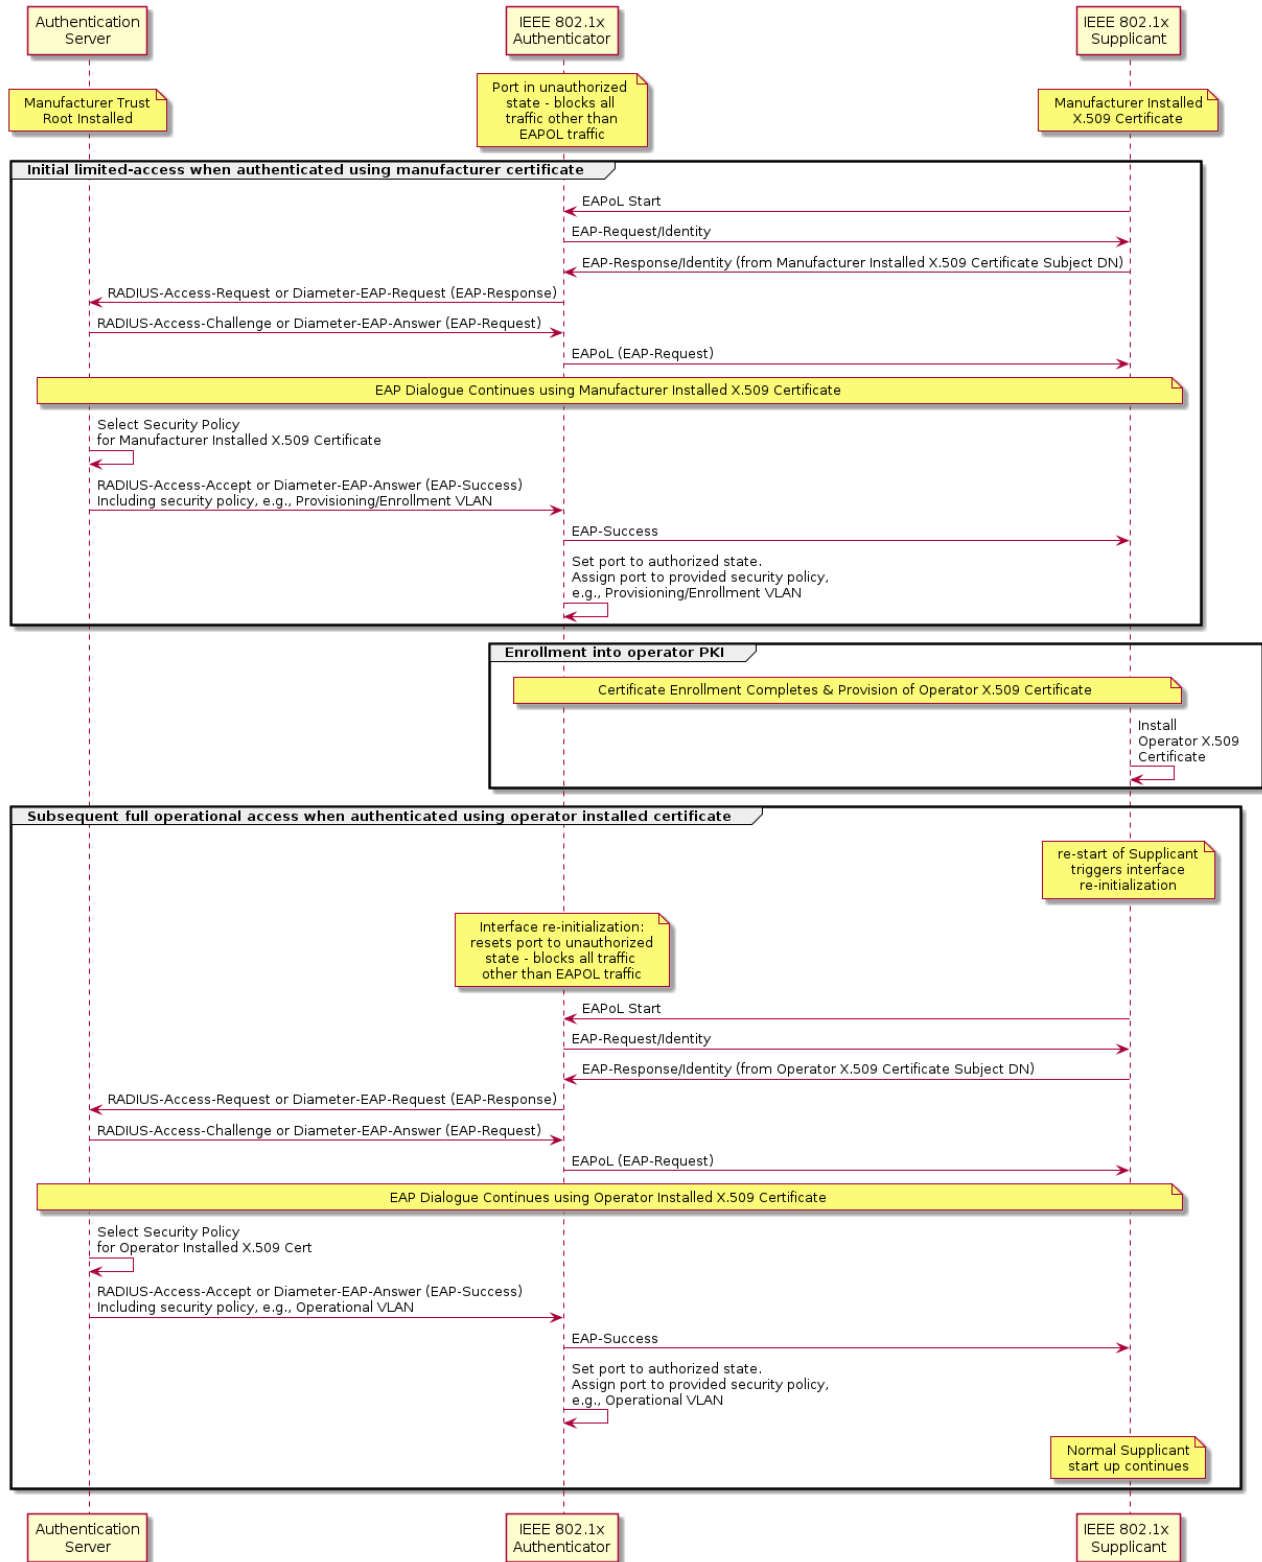 Authentication
Server
IEEE 802.1x
Authenticator
IEEE 802.1x
Supplicant
Manufacturer Trust
Root Installed
Port in unauthorized
state - blocks all
traffic other than
EAPOL traffic
Manufacturer Installed
X.509 Certificate
Initial limited-access when authenticated using manufacturer certificate
EAPoL Start
EAP-Request/Identity
EAP-Response/Identity (from Manufacturer Installed X.509 Certificate Subject DN)
RADIUS-Access-Request or Diameter-EAP-Request (EAP-Response)
RADIUS-Access-Challenge or Diameter-EAP-Answer (EAP-Request)
EAPoL (EAP-Request)
EAP Dialogue Continues using Manufacturer Installed X.509 Certificate
Select Security Policy
for Manufacturer Installed X.509 Certificate
RADIUS-Access-Accept or Diameter-EAP-Answer (EAP-Success)
Including security policy, e.g., Provisioning/Enrollment VLAN
EAP-Success
Set port to authorized state.
Assign port to provided security policy,
e.g., Provisioning/Enrollment VLAN
Enrollment into operator PKI
Certificate Enrollment Completes & Provision of Operator X.509 Certificate
Install
Operator X.509
Certificate
Subsequent full operational access when authenticated using operator installed certificate
re-start of Supplicant
triggers interface
re-initialization
Interface re-initialization:
resets port to unauthorized
state - blocks all traffic
other than EAPOL traffic
EAPoL Start
EAP-Request/Identity
EAP-Response/Identity (from Operator X.509 Certificate Subject DN)
RADIUS-Access-Request or Diameter-EAP-Request (EAP-Response)
RADIUS-Access-Challenge or Diameter-EAP-Answer (EAP-Request)
EAPoL (EAP-Request)
EAP Dialogue Continues using Operator Installed X.509 Certificate
Select Security Policy
for Operator Installed X.509 Cert
RADIUS-Access-Accept or Diameter-EAP-Answer (EAP-Success)
Including security policy, e.g., Operational VLAN
EAP-Success
Set port to authorized state.
Assign port to provided security policy,
e.g., Operational VLAN
Normal Supplicant
start up continues
Authentication
Server
IEEE 802.1x
Authenticator
IEEE 802.1x
Supplicant